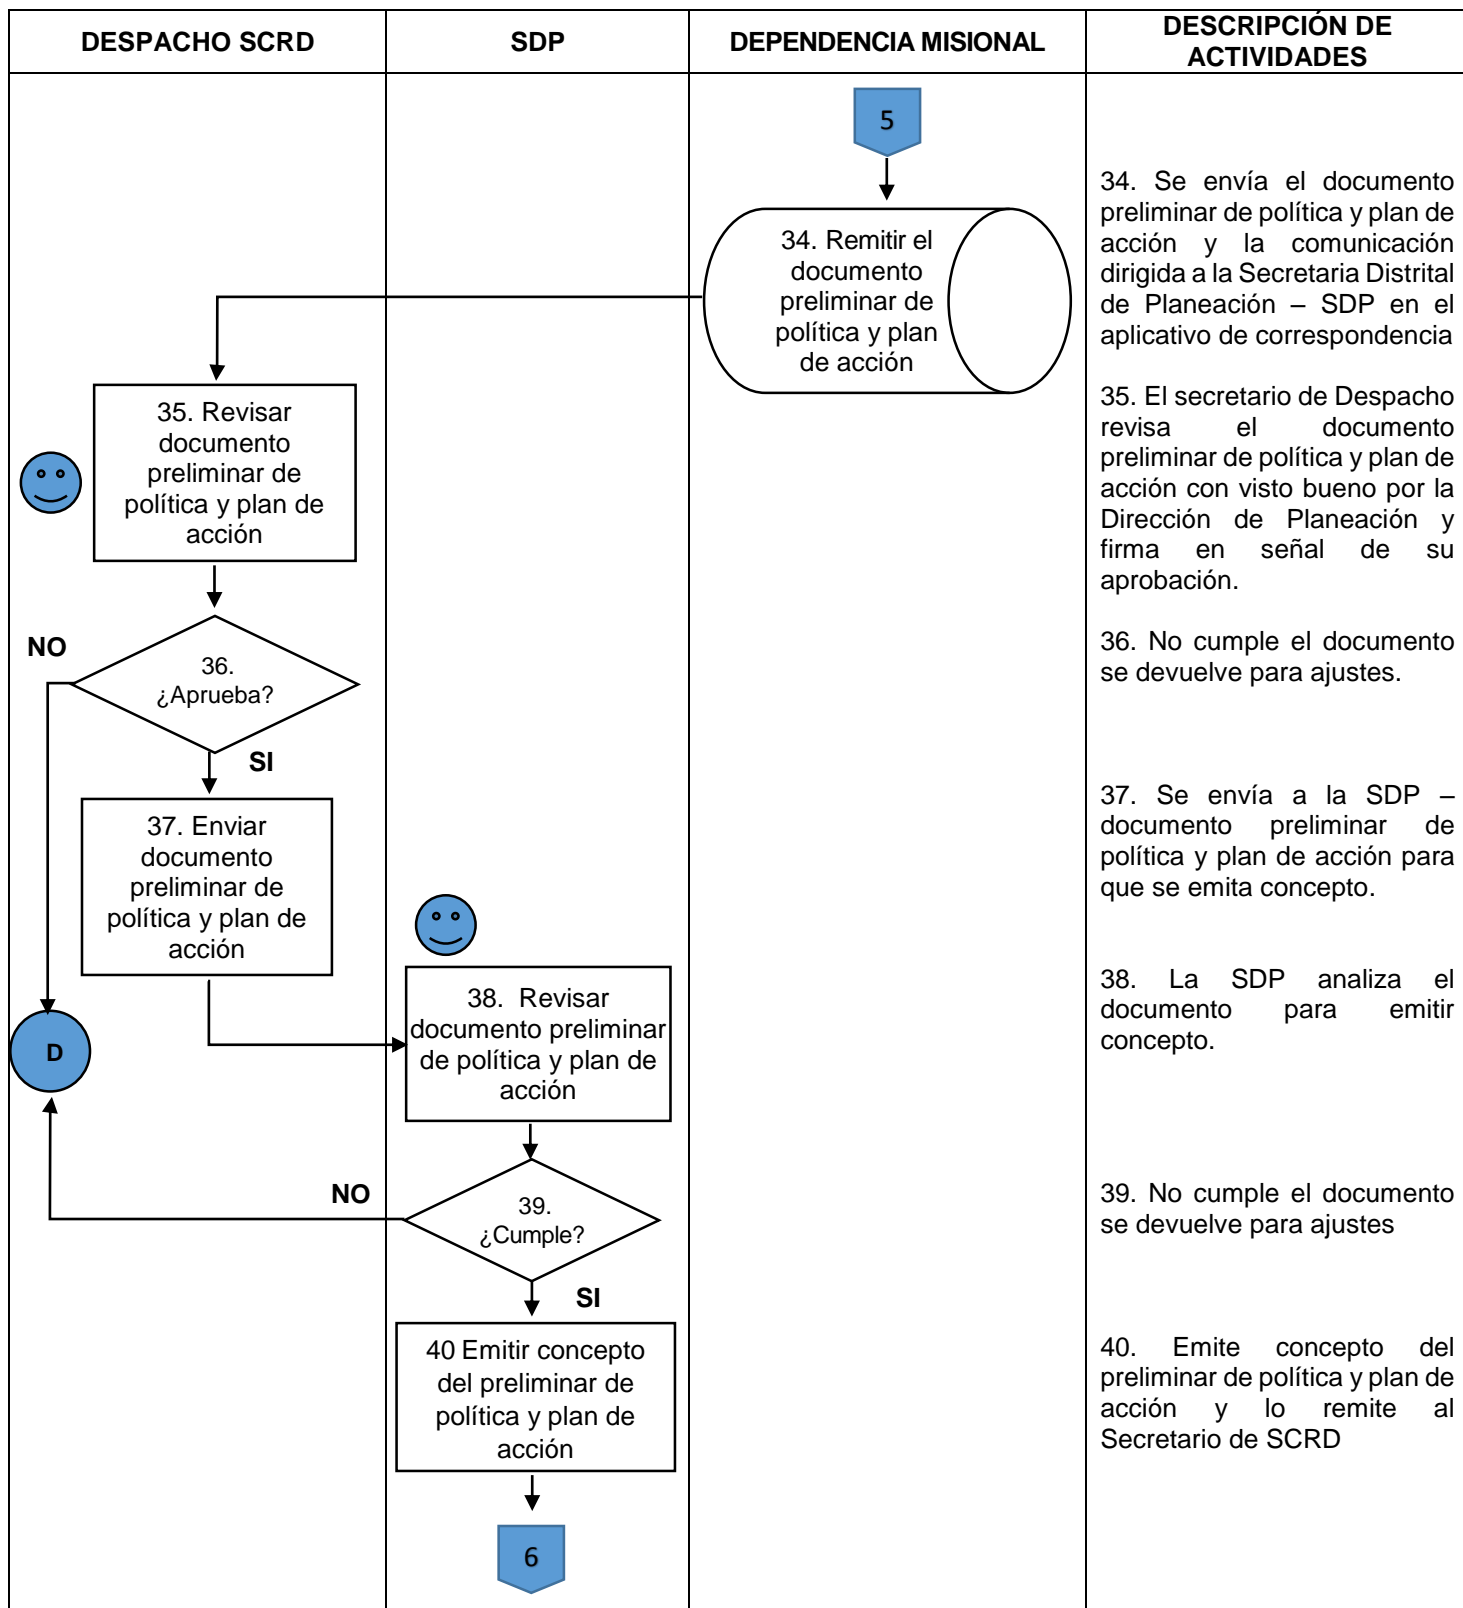 DESPACHO SCRD
SDP
DEPENDENCIA MISIONAL
DESCRIPCIÓN DE
ACTIVIDADES
5
34. Remitir el
documento
preliminar de
política y plan
de acción
34. Se envía el documento
preliminar de política y plan de
acción y la comunicación
dirigida a la Secretaria Distrital
de Planeación – SDP en el
aplicativo de correspondencia
35. Revisar
documento
preliminar de
política y plan de
acción
35. El secretario de Despacho
revisa el documento
preliminar de política y plan de
acción con visto bueno por la
Dirección de Planeación y
firma en señal de su
aprobación.
NO
36.
¿Aprueba?
SI
36. No cumple el documento
se devuelve para ajustes.
37. Enviar
documento
preliminar de
política y plan de
acción
37. Se envía a la SDP –
documento preliminar de
política y plan de acción para
que se emita concepto.
D
38. Revisar
documento preliminar
de política y plan de
acción
38. La SDP analiza el
documento para emitir
concepto.
NO
39.
¿Cumple?
SI
39. No cumple el documento
se devuelve para ajustes
40 Emitir concepto
del preliminar de
política y plan de
acción
40. Emite concepto del
preliminar de política y plan de
acción y lo remite al
Secretario de SCRD
6